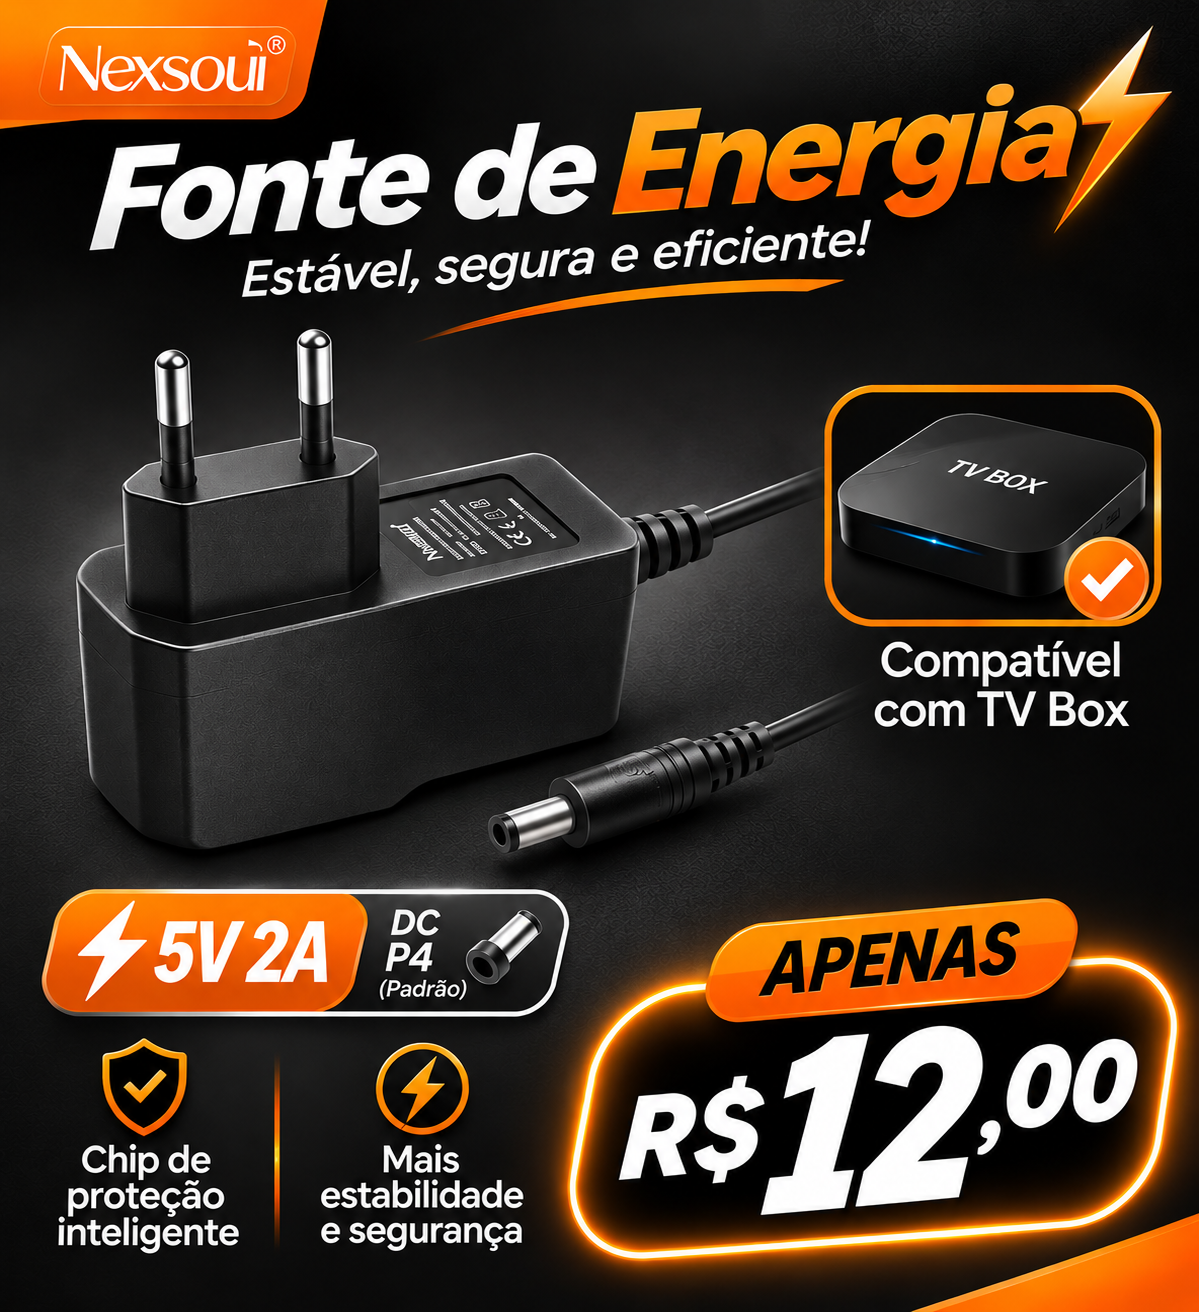 Nexsouì®
Fonte de Energia
Estável, segura e eficiente!
TV BOX
Compatível
com TV Box
5V 2A
DC
P4
(Padrão)
Chip de
proteção
inteligente
Mais
estabilidade
e segurança
APENAS
R$12,00